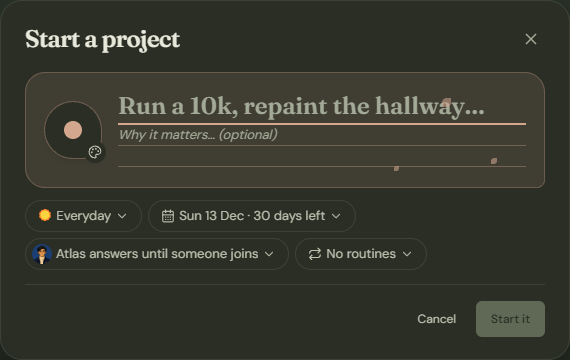 Start a project
Run a 10k, repaint the hallway...
Why it matters... (optional)
Everyday
Sun 13 Dec · 30 days left
Atlas answers until someone joins
No routines
Cancel
Start it